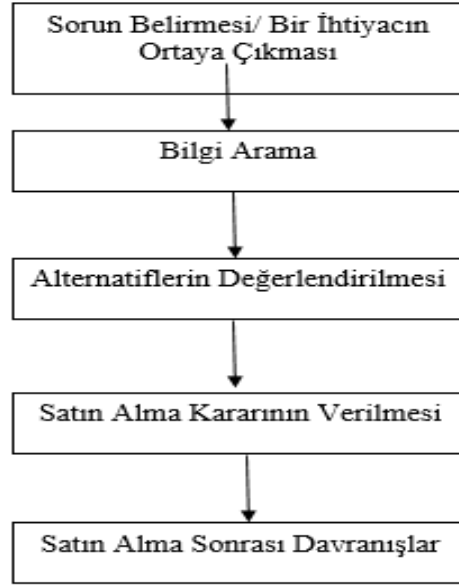 Sorun Belirmesi/ Bir İhtiyacın
Ortaya Çıkması
Bilgi Arama
Alternatiflerin Değerlendirilmesi
Satın Alma Kararının Verilmesi
Satın Alma Sonrası Davranışlar